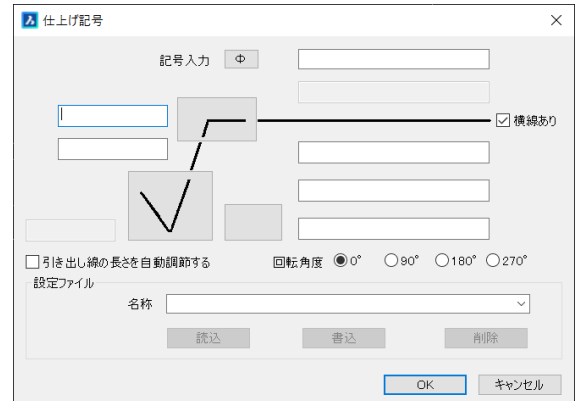 仕上げ記号
記号入力 Φ
横線あり
引き出し線の長さを自動調節する
回転角度 0° 90° 180° 270°
設定ファイル
名称
読込 書込 削除
OK キャンセル